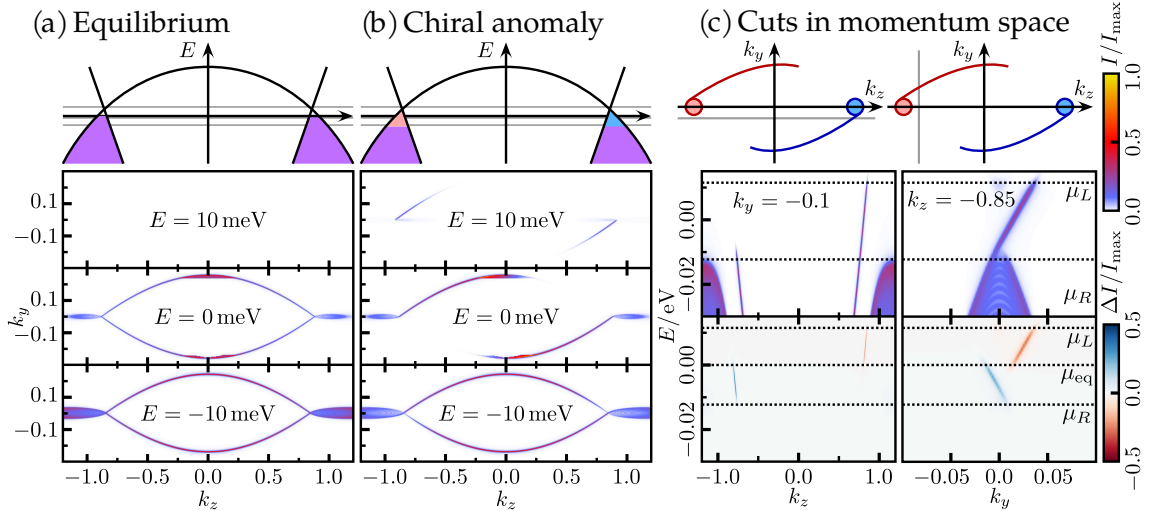 (a) Equilibrium
(b) Chiral anomaly
(c) Cuts in momentum space
E
E
k_y
k_z
k_y
k_z
I/I_max
1.0
0.5
0.0
E = 10 meV
0.1
−0.1
E = 0 meV
0.1
−0.1
E = −10 meV
0.1
−0.1
k_y
−1.0 −0.5 0.0 0.5 1.0
k_z
E = 10 meV
E = 0 meV
E = −10 meV
−1.0 −0.5 0.0 0.5 1.0
k_z
k_y = −0.1
0.00
−0.02
E / eV
0.00
−0.02
−1.0 0.0 1.0
k_z
k_z = −0.85
μ_L
μ_R
μ_L
μ_eq
μ_R
−0.05 0.00 0.05
k_y
ΔI/I_max
0.5
0.0
−0.5